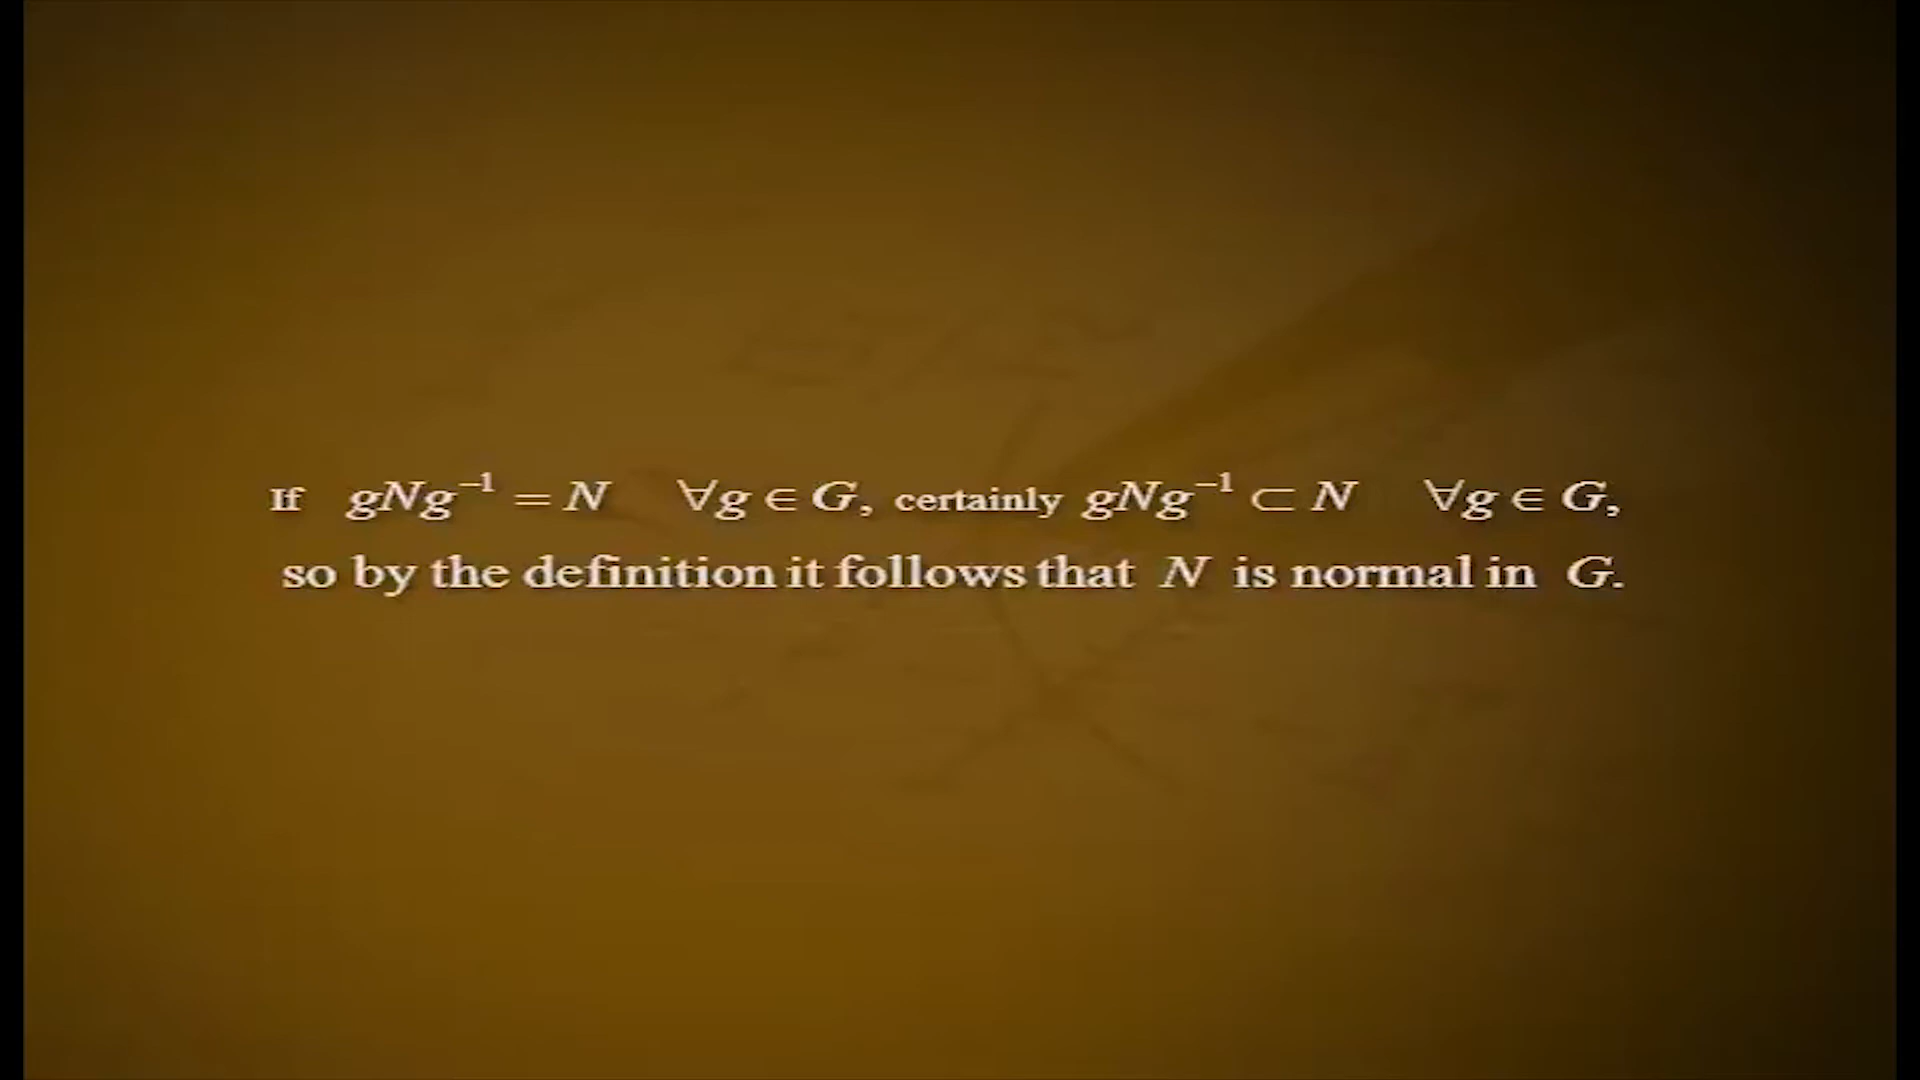 If gNg⁻¹ = N ∀g ∈ G, certainly gNg⁻¹ ⊂ N ∀g ∈ G,
so by the definition it follows that N is normal in G.